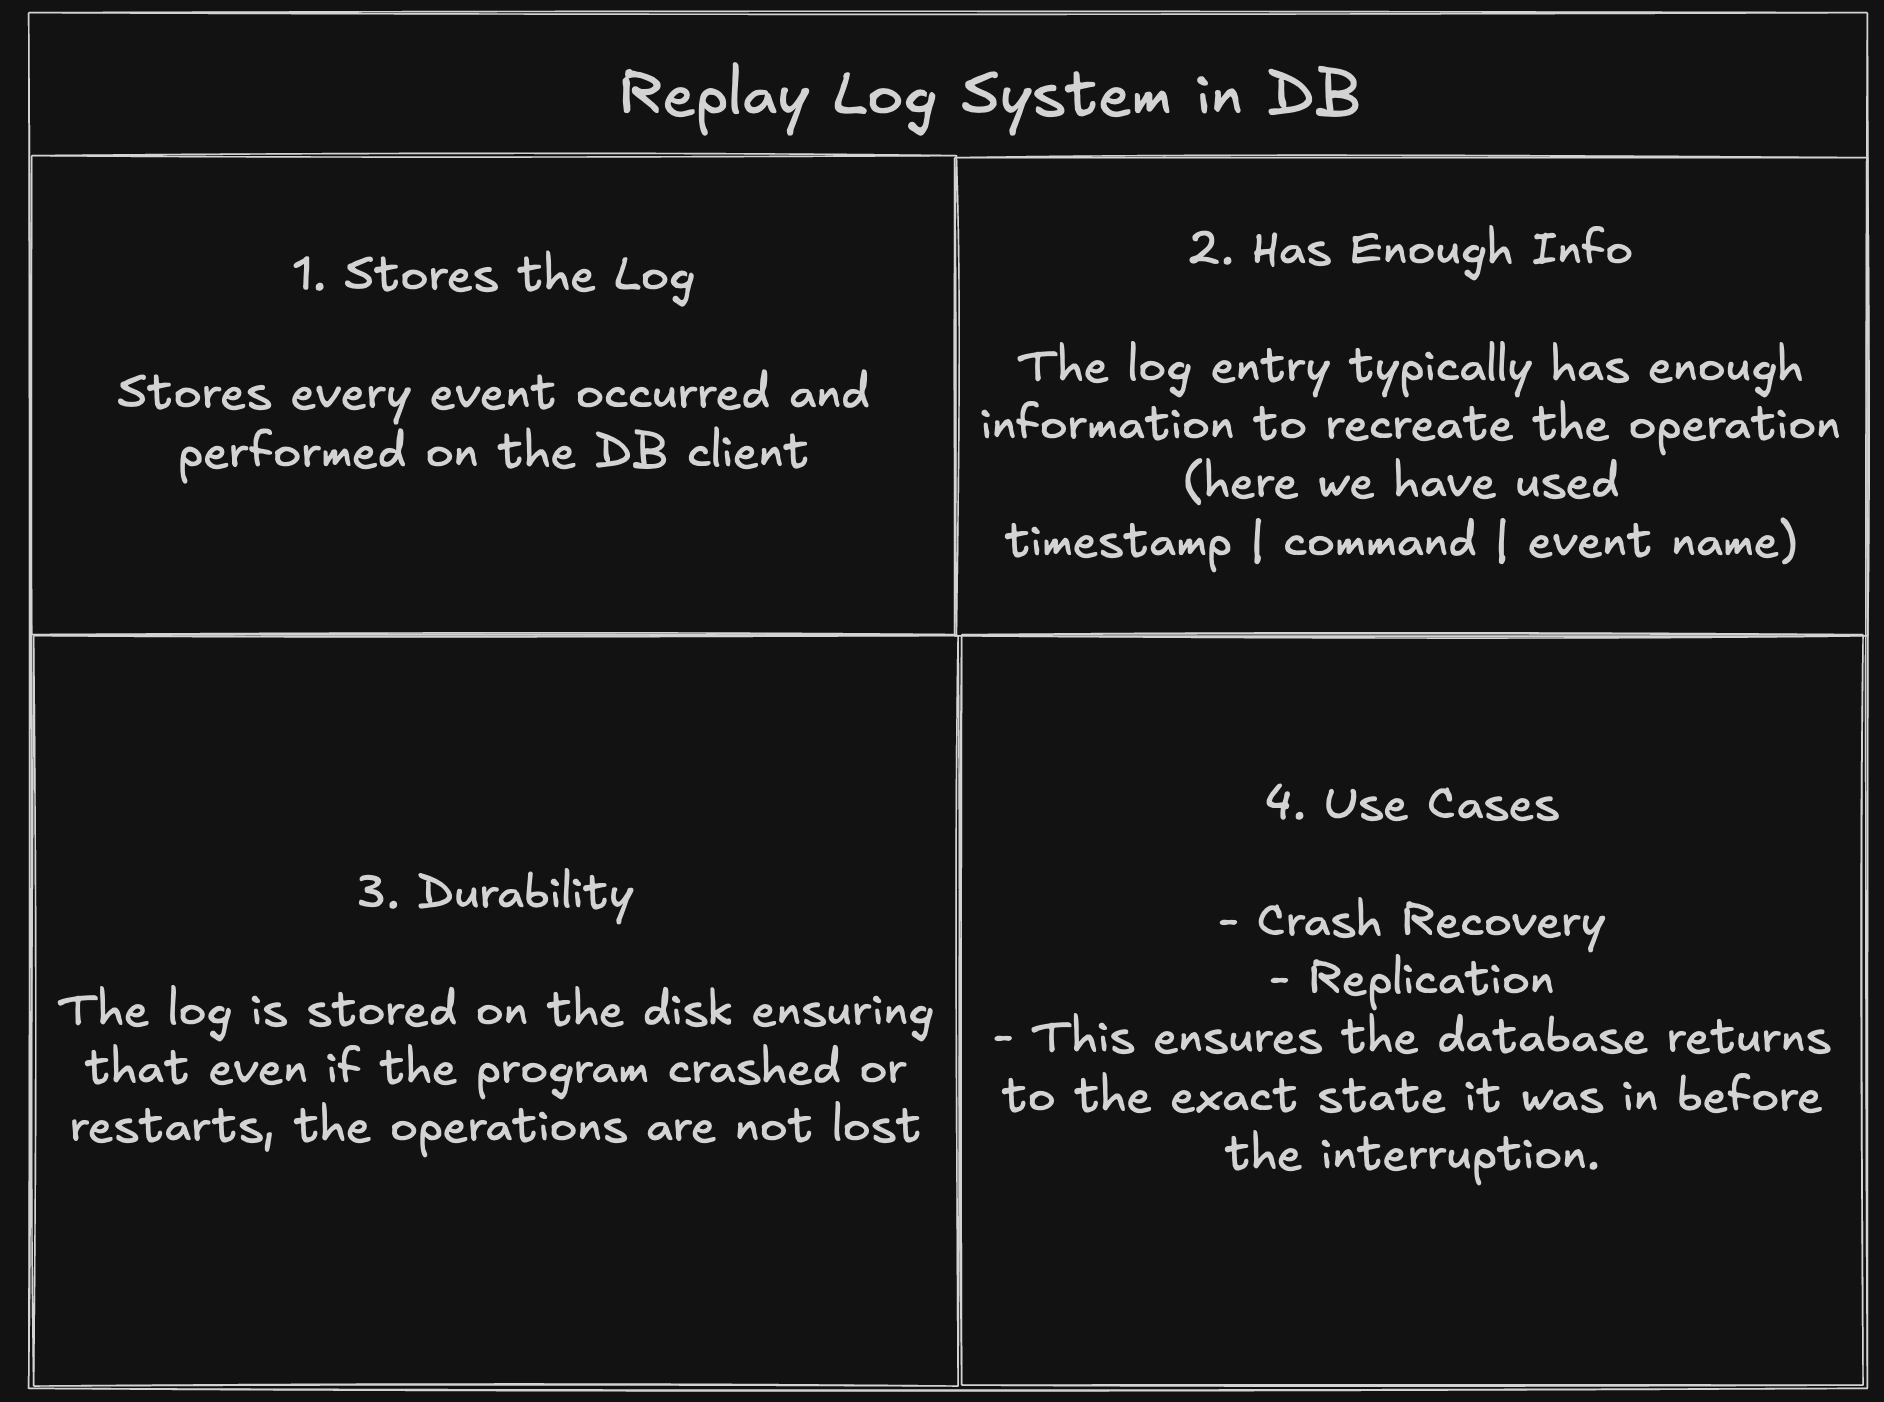 Replay Log System in DB
1. Stores the Log
Stores every event occurred and
performed on the DB client
2. Has Enough Info
The log entry typically has enough
information to recreate the operation
(here we have used
timestamp | command | event name)
3. Durability
The log is stored on the disk ensuring
that even if the program crashed or
restarts, the operations are not lost
4. Use Cases
- Crash Recovery
- Replication
- This ensures the database returns
to the exact state it was in before
the interruption.